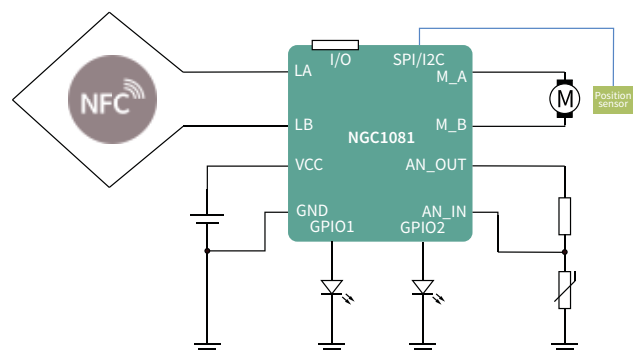 I/O
SPI/I2C
LA
M_A
NFC
M
Position
sensor
LB
M_B
NGC1081
VCC
AN_OUT
GND
AN_IN
GPIO1
GPIO2